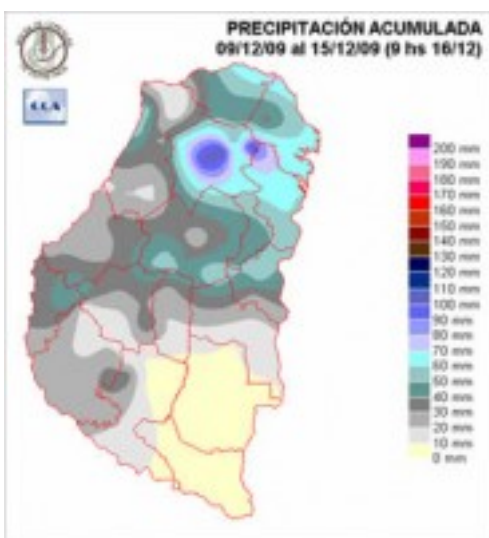 PRECIPITACIÓN ACUMULADA
09/12/09 al 15/12/09 (9 hs 16/12)
200 mm
190 mm
180 mm
170 mm
160 mm
150 mm
140 mm
130 mm
120 mm
110 mm
100 mm
90 mm
80 mm
70 mm
60 mm
50 mm
40 mm
30 mm
20 mm
10 mm
0 mm